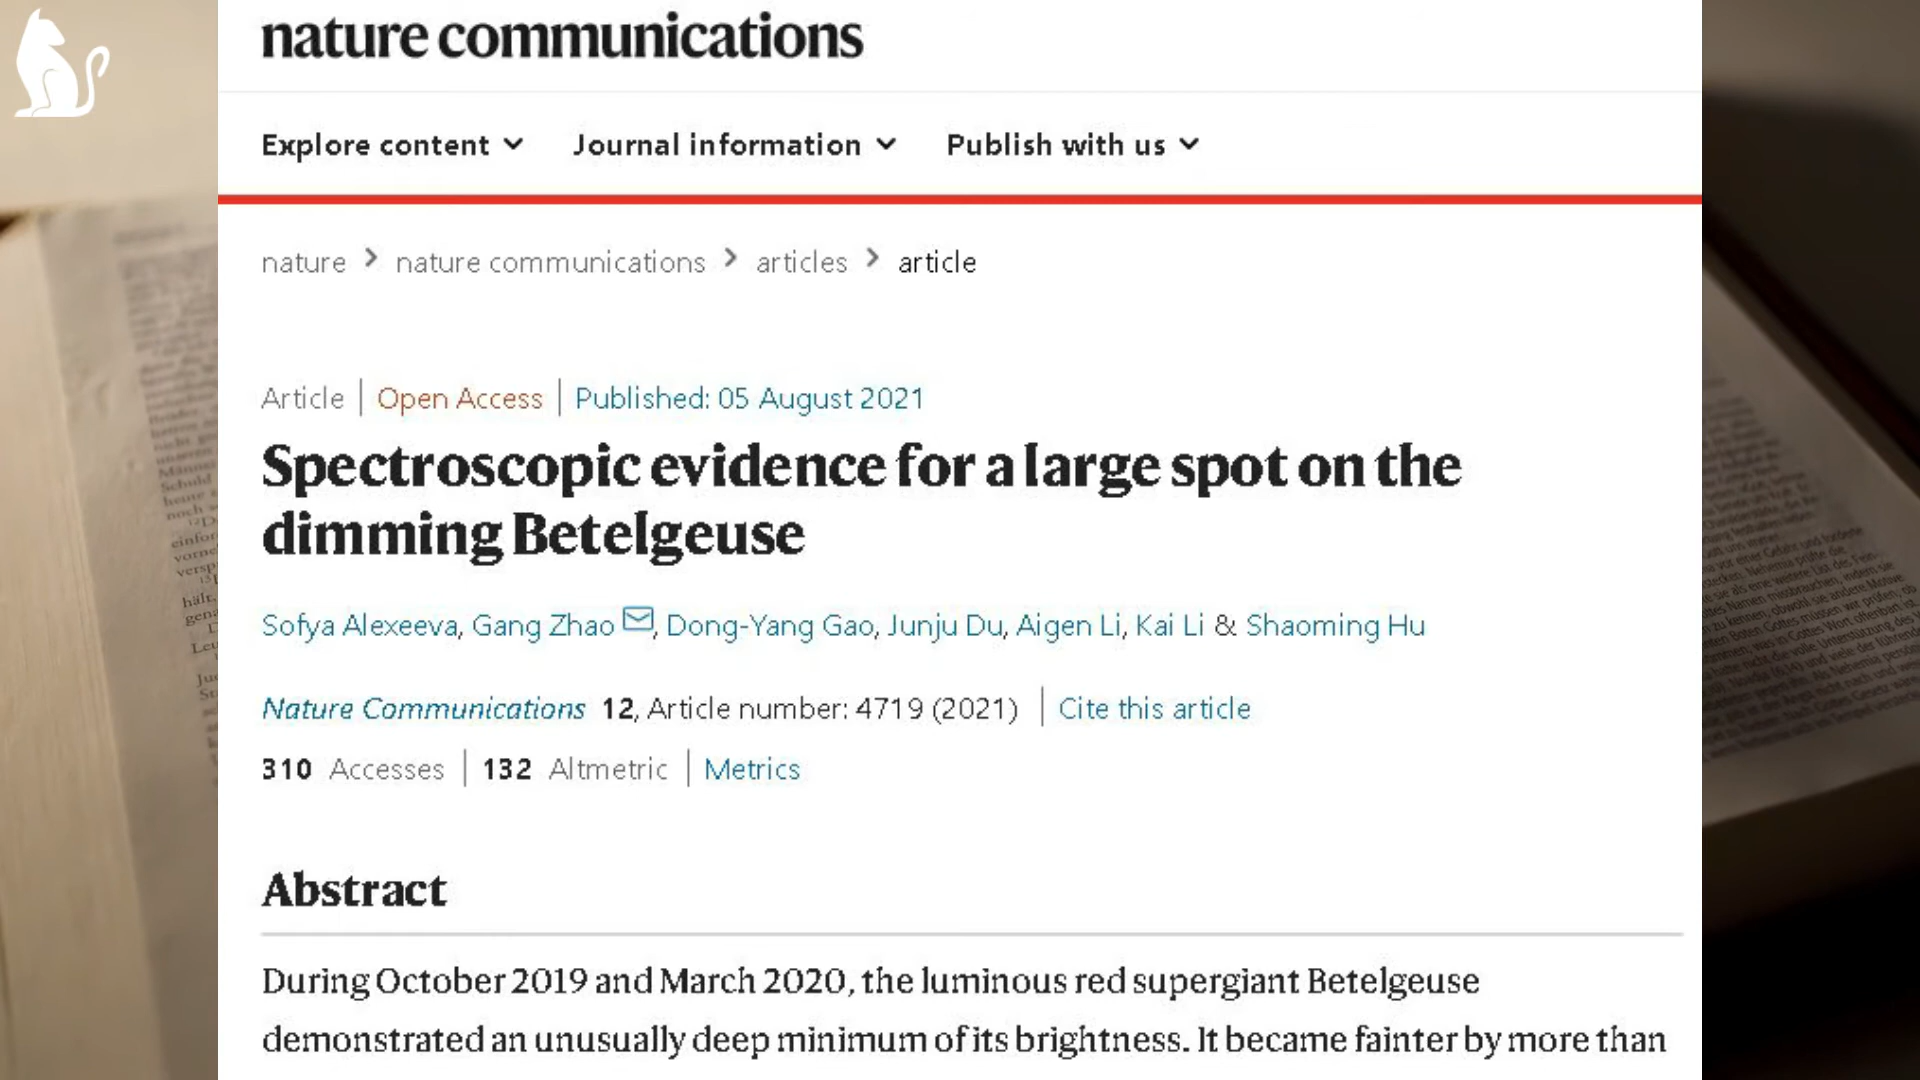 nature communications
Explore content
Journal information
Publish with us
nature > nature communications > articles > article
Article | Open Access | Published: 05 August 2021
Spectroscopic evidence for a large spot on the
dimming Betelgeuse
Sofya Alexeeva, Gang Zhao, Dong-Yang Gao, Junju Du, Aigen Li, Kai Li & Shaoming Hu
Nature Communications 12, Article number: 4719 (2021) | Cite this article
310 Accesses | 132 Altmetric | Metrics
Abstract
During October 2019 and March 2020, the luminous red supergiant Betelgeuse
demonstrated an unusually deep minimum of its brightness. It became fainter by more than